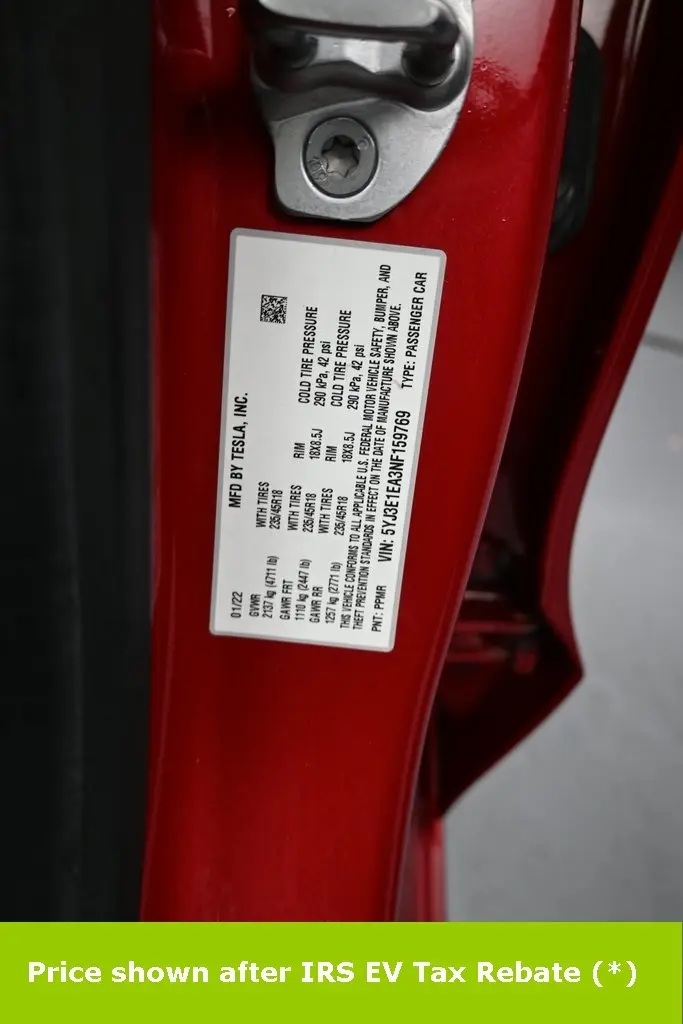 MFD BY TESLA, INC.
01/22
GVWR WITH TIRES RIM COLD TIRE PRESSURE
2137 kg (4711 lb) 235/45R18 18X8.5J 290 kPa, 42 psi
GAWR FRT WITH TIRES RIM COLD TIRE PRESSURE
1110 kg (2447 lb) 235/45R18 18X8.5J 290 kPa, 42 psi
GAWR RR WITH TIRES
1257 kg (2771 lb) 235/45R18
THIS VEHICLE CONFORMS TO ALL APPLICABLE U.S. FEDERAL MOTOR VEHICLE SAFETY, BUMPER, AND
THEFT PREVENTION STANDARDS IN EFFECT ON THE DATE OF MANUFACTURE SHOWN ABOVE.
PNT: PPMR VIN: 5YJ3E1EA3NF159769 TYPE: PASSENGER CAR
Price shown after IRS EV Tax Rebate (*)